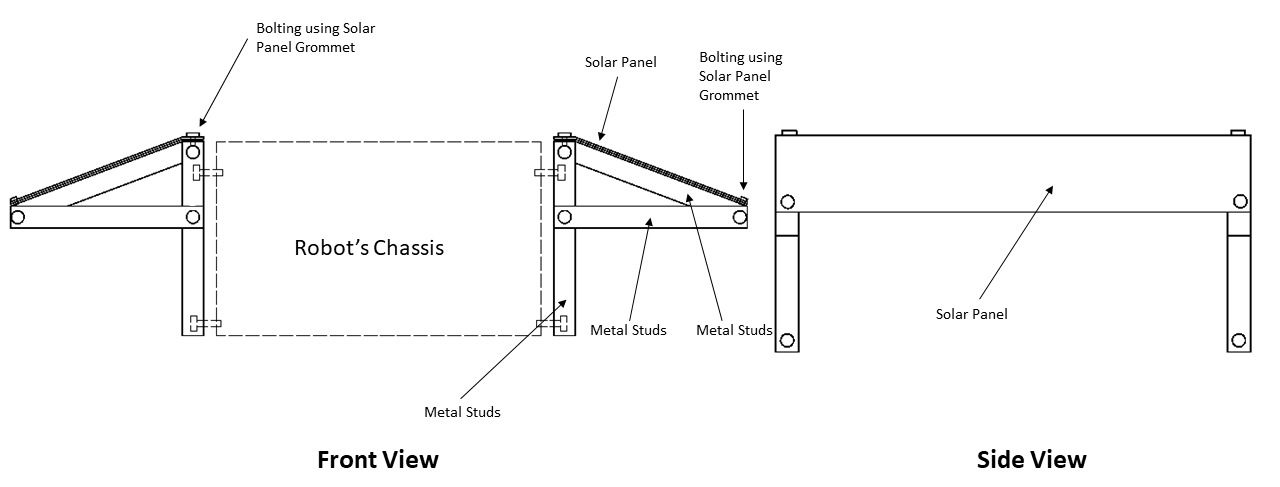 Bolting using Solar
Panel Grommet
Solar Panel
Bolting using
Solar Panel
Grommet
Robot's Chassis
Metal Studs
Metal Studs
Solar Panel
Metal Studs
Front View
Side View